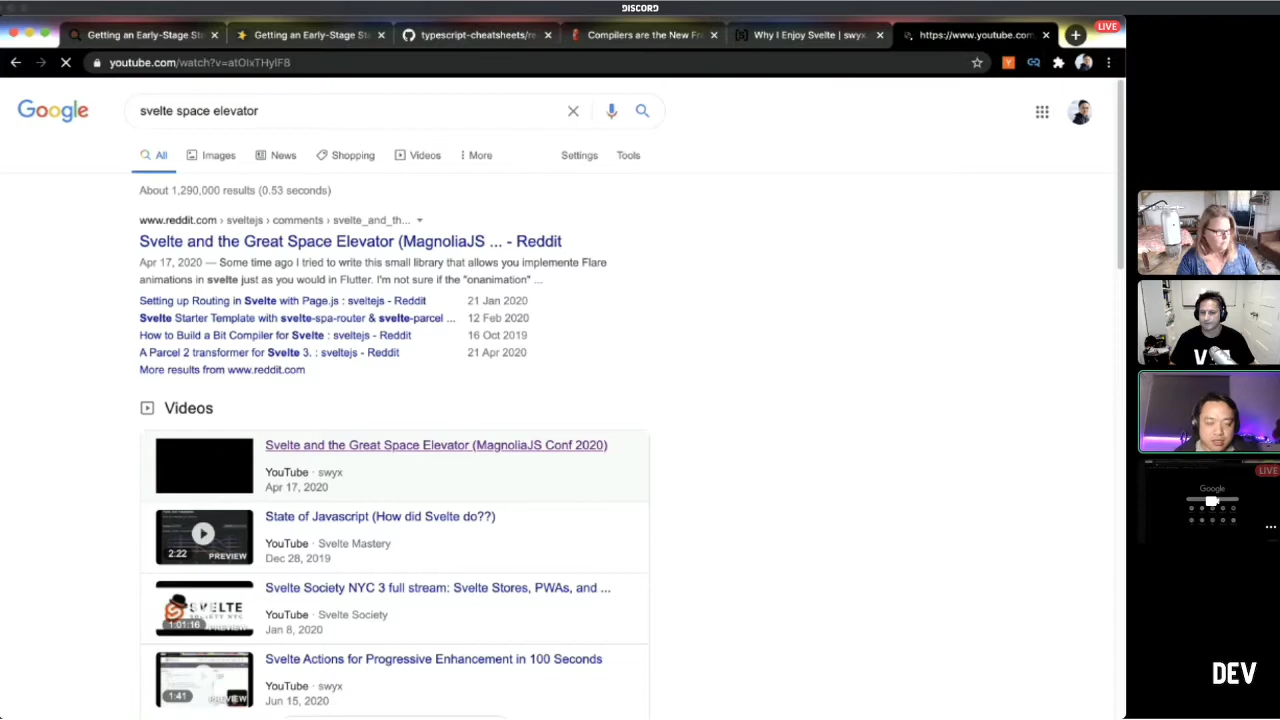 DISCORD
Getting an Early-Stage St
Getting an Early-Stage St
typescript-cheatsheets/re
Compilers are the New Fr
Why I Enjoy Svelte | swyx
https://www.youtube.com
LIVE
youtube.com/watch?v=atOIxTHyIF8
Google
svelte space elevator
All
Images
News
Shopping
Videos
More
Settings
Tools
About 1,290,000 results (0.53 seconds)
www.reddit.com › sveltejs › comments › svelte_and_th...
Svelte and the Great Space Elevator (MagnoliaJS ... - Reddit
Apr 17, 2020 — Some time ago I tried to write this small library that allows you implemente Flare
animations in svelte just as you would in Flutter. I'm not sure if the "onanimation" ...
Setting up Routing in Svelte with Page.js : sveltejs - Reddit 21 Jan 2020
Svelte Starter Template with svelte-spa-router & svelte-parcel ... 12 Feb 2020
How to Build a Bit Compiler for Svelte : sveltejs - Reddit 16 Oct 2019
A Parcel 2 transformer for Svelte 3. : sveltejs - Reddit 21 Apr 2020
More results from www.reddit.com
Videos
Svelte and the Great Space Elevator (MagnoliaJS Conf 2020)
YouTube · swyx
Apr 17, 2020
State of Javascript (How did Svelte do??)
YouTube · Svelte Mastery
Dec 28, 2019
2:22
PREVIEW
Svelte Society NYC 3 full stream: Svelte Stores, PWAs, and ...
YouTube · Svelte Society
Jan 8, 2020
SVELTE
SOCIETY NYC
1:01:16
PREVIEW
Svelte Actions for Progressive Enhancement in 100 Seconds
YouTube · swyx
Jun 15, 2020
1:41
PREVIEW
LIVE
Google
DEV